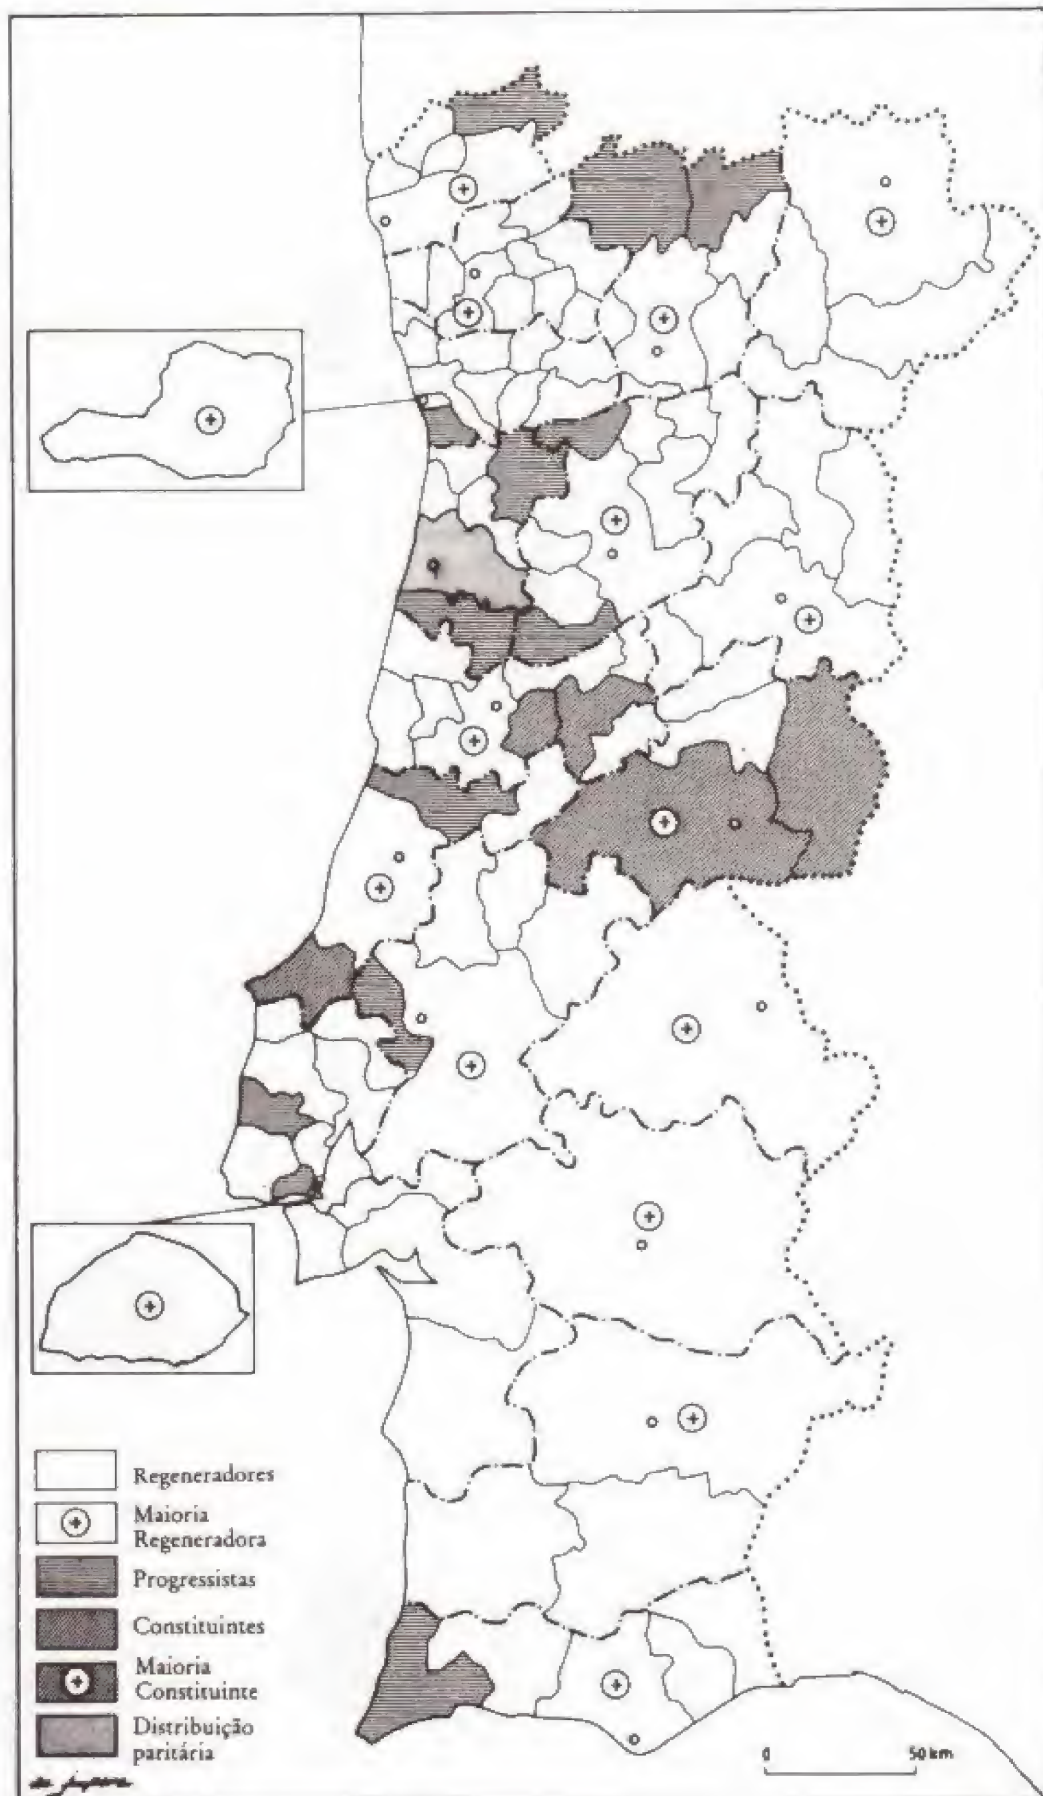 Regeneradores
Maioria
Regeneradora
Progressistas
Constituintes
Maioria
Constituinte
Distribuição
paritária
0 50 km